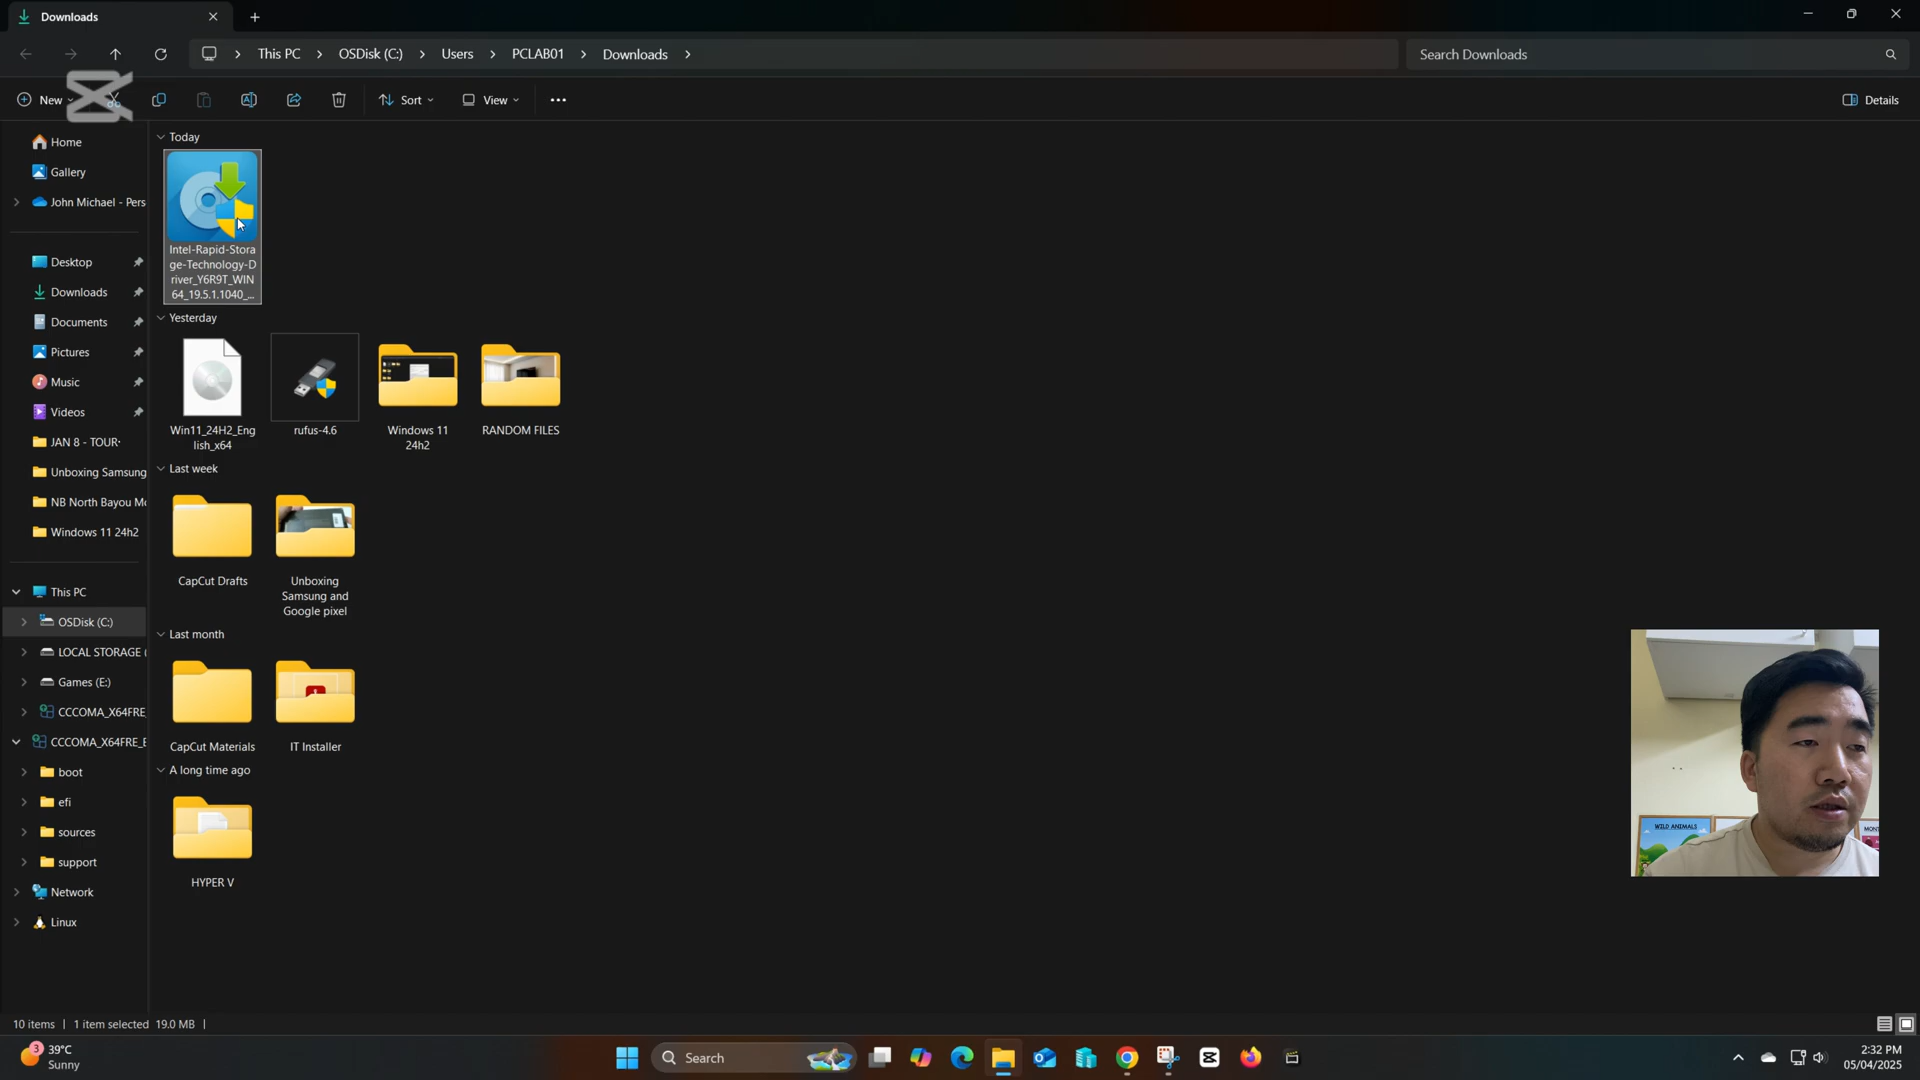 Downloads
This PC
OSDisk (C:)
Users
PCLAB01
Downloads
Search Downloads
New
Sort
View
Details
Home
Gallery
John Michael - Pers
Desktop
Downloads
Documents
Pictures
Music
Videos
JAN 8 - TOUR·
Unboxing Samsung
NB North Bayou Mo
Windows 11 24h2
This PC
OSDisk (C:)
LOCAL STORAGE (
Games (E:)
CCCOMA_X64FRE_
CCCOMA_X64FRE_E
boot
efi
sources
support
Network
Linux
Today
Intel-Rapid-Stora
ge-Technology-D
river_Y6R9T_WIN
64_19.5.1.1040_...
Yesterday
Win11_24H2_Eng
lish_x64
rufus-4.6
Windows 11
24h2
RANDOM FILES
Last week
CapCut Drafts
Unboxing
Samsung and
Google pixel
Last month
CapCut Materials
IT Installer
A long time ago
HYPER V
WILD ANIMALS
MON
10 items
1 item selected 19.0 MB
3
39°C
Sunny
Search
2:32 PM
05/04/2025